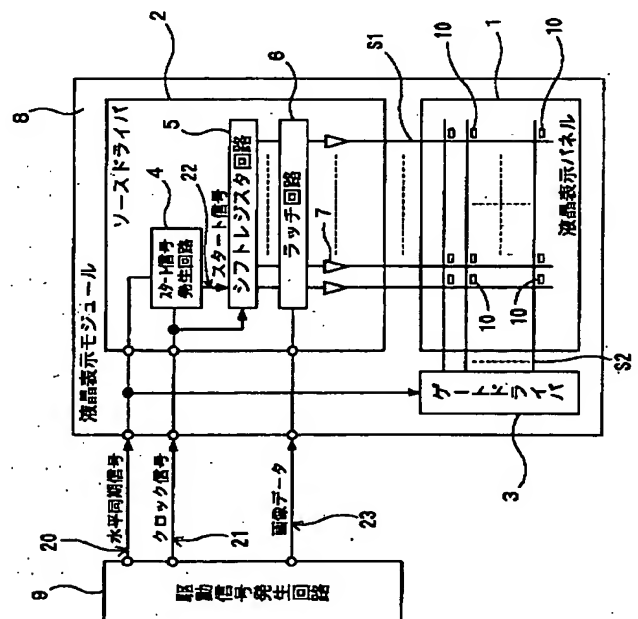 8
液晶表示モジュール
2
ソースドライバ
4
スタート信号
発生回路
22
スタート信号
5
シフトレジスタ回路
6
ラッチ回路
7
S1
10
10
1
液晶表示パネル
10
10
S2
ゲートドライバ
3
20
水平同期信号
クロック信号
21
画像データ
23
9
駆動信号発生回路